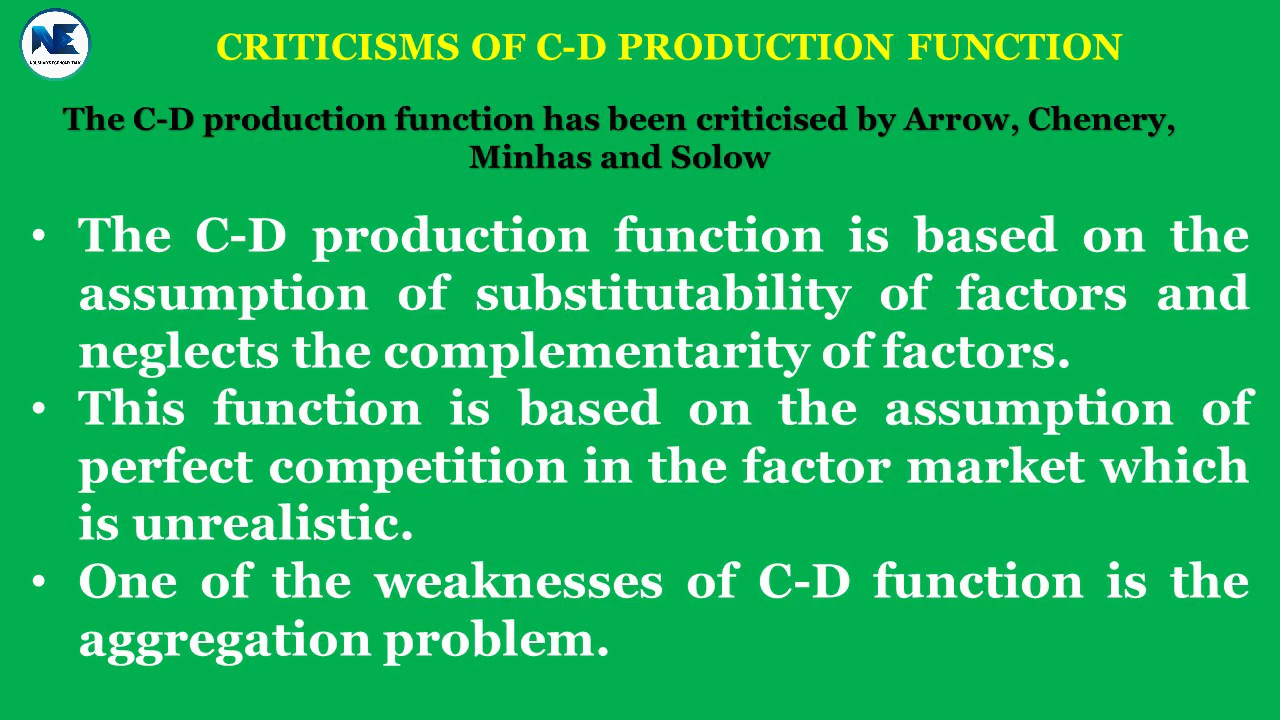 NE
CRITICISMS OF C-D PRODUCTION FUNCTION
The C-D production function has been criticised by Arrow, Chenery,
Minhas and Solow
• The C-D production function is based on the
assumption of substitutability of factors and
neglects the complementarity of factors.
• This function is based on the assumption of
perfect competition in the factor market which
is unrealistic.
• One of the weaknesses of C-D function is the
aggregation problem.